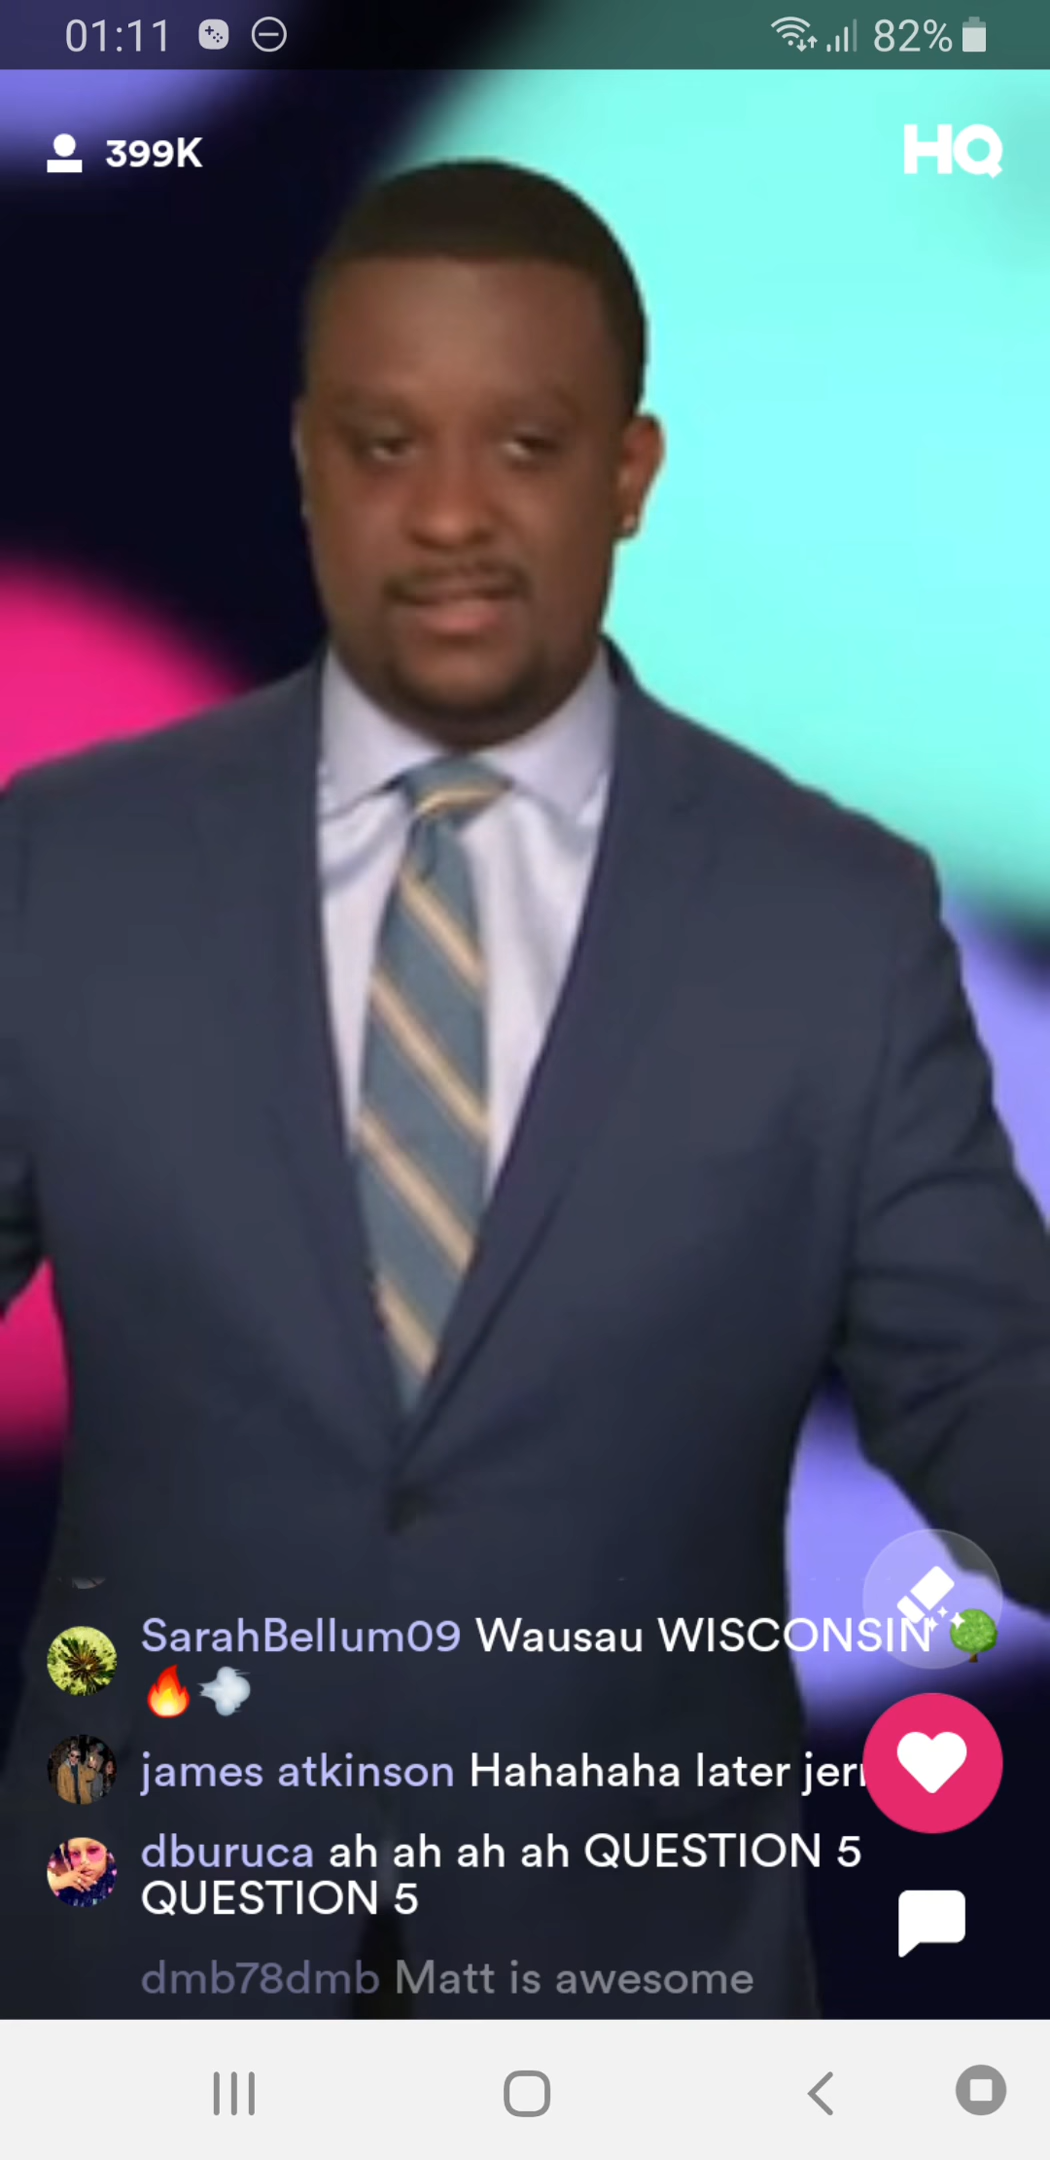 01:11 82%
399K HQ
SarahBellum09 Wausau WISCONSIN 🌳
🔥💨
james atkinson Hahahaha later
dburuca ah ah ah ah QUESTION 5
QUESTION 5
dmb78dmb Matt is awesome